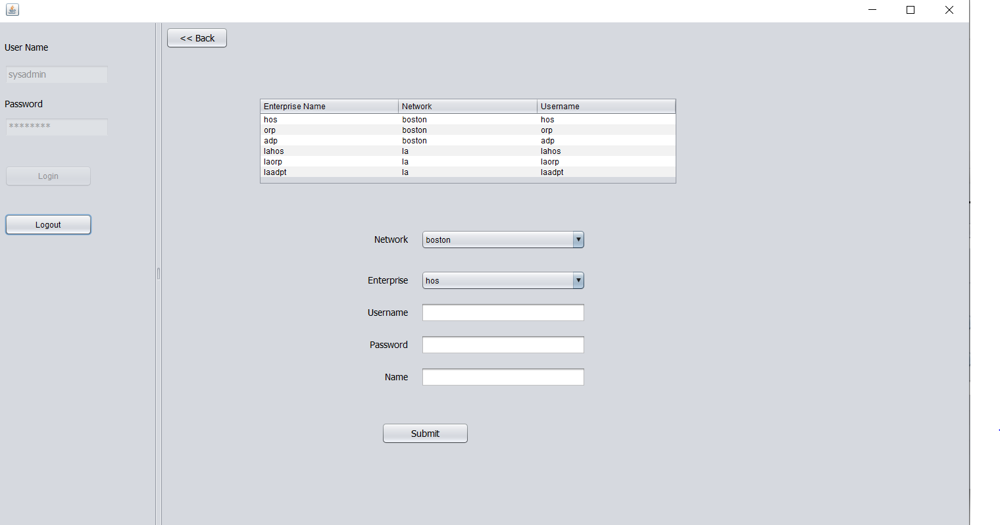 << Back
User Name
sysadmin
Password
********
Login
Logout
Enterprise Name Network Username
hos boston hos
orp boston orp
adp boston adp
lahos la lahos
laorp la laorp
laadpt la laadpt
Network boston
Enterprise hos
Username
Password
Name
Submit